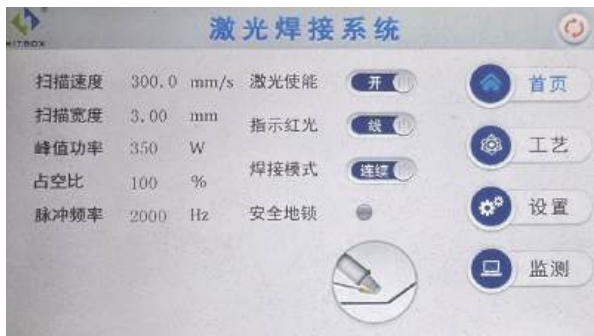 激光焊接系统
扫描速度 300.0 mm/s 激光使能 开 首页
扫描宽度 3.00 mm 指示红光 线
峰值功率 350 W 工艺
占空比 100 % 焊接模式 连续
脉冲频率 2000 Hz 安全地锁 设置
监测